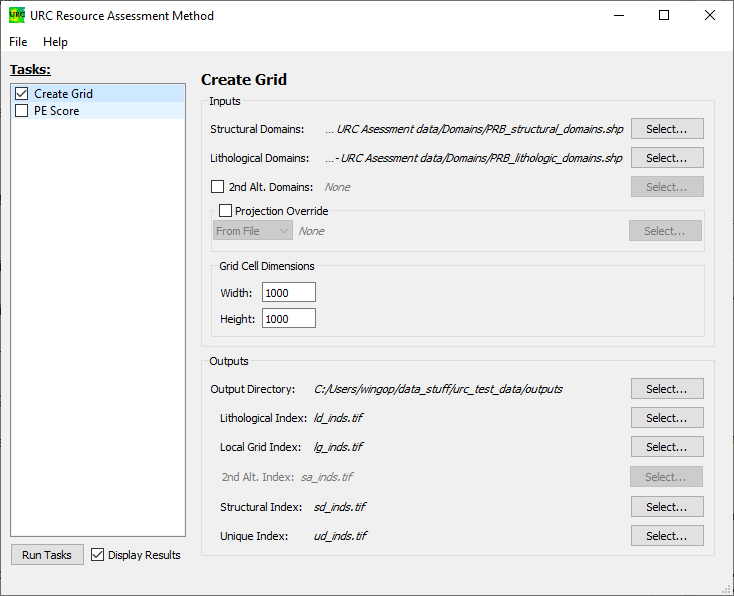 URC URC Resource Assessment Method
File Help
Tasks:
Create Grid
PE Score
Run Tasks Display Results
Create Grid
Inputs
Structural Domains: ... URC Asessment data/Domains/PRB_structural_domains.shp Select...
Lithological Domains: ...- URC Asessment data/Domains/PRB_lithologic_domains.shp Select...
2nd Alt. Domains: None Select...
Projection Override
From File None Select...
Grid Cell Dimensions
Width: 1000
Height: 1000
Outputs
Output Directory: C:/Users/wingop/data_stuff/urc_test_data/outputs Select...
Lithological Index: ld_inds.tif Select...
Local Grid Index: lg_inds.tif Select...
2nd Alt. Index: sa_inds.tif Select...
Structural Index: sd_inds.tif Select...
Unique Index: ud_inds.tif Select...